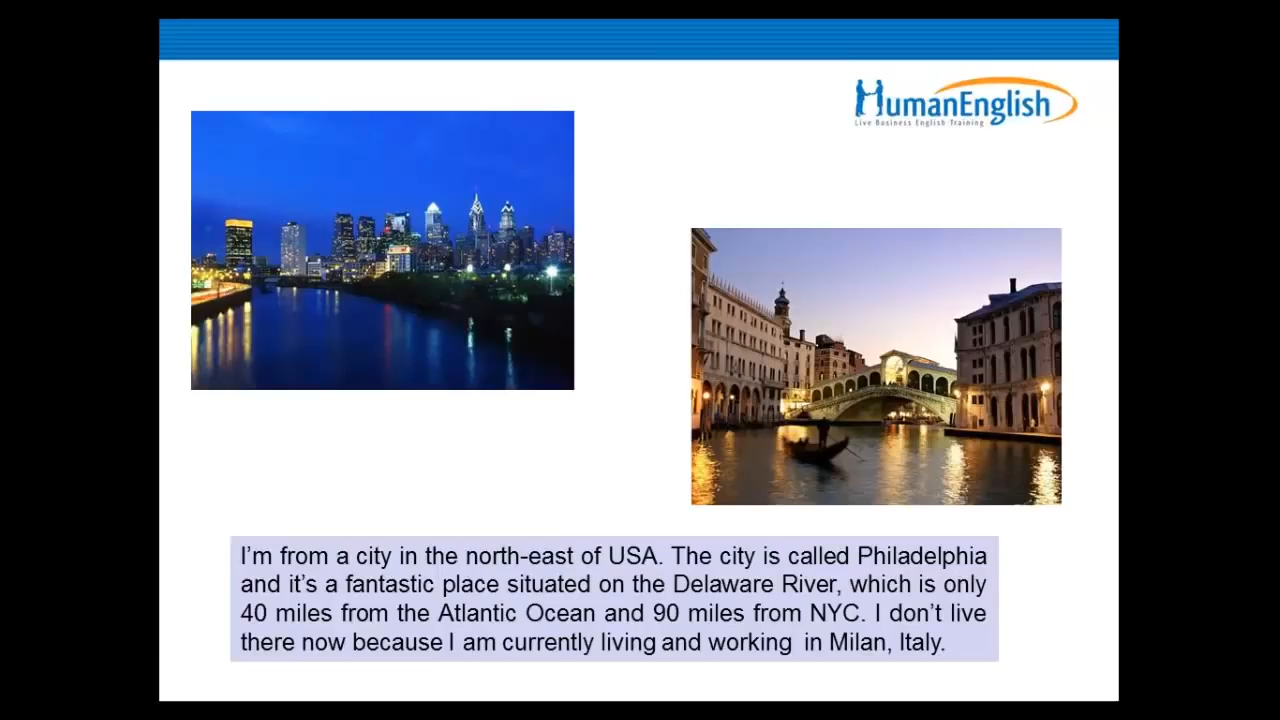 HumanEnglish
Live Business English Training
I'm from a city in the north-east of USA. The city is called Philadelphia
and it's a fantastic place situated on the Delaware River, which is only
40 miles from the Atlantic Ocean and 90 miles from NYC. I don't live
there now because I am currently living and working in Milan, Italy.